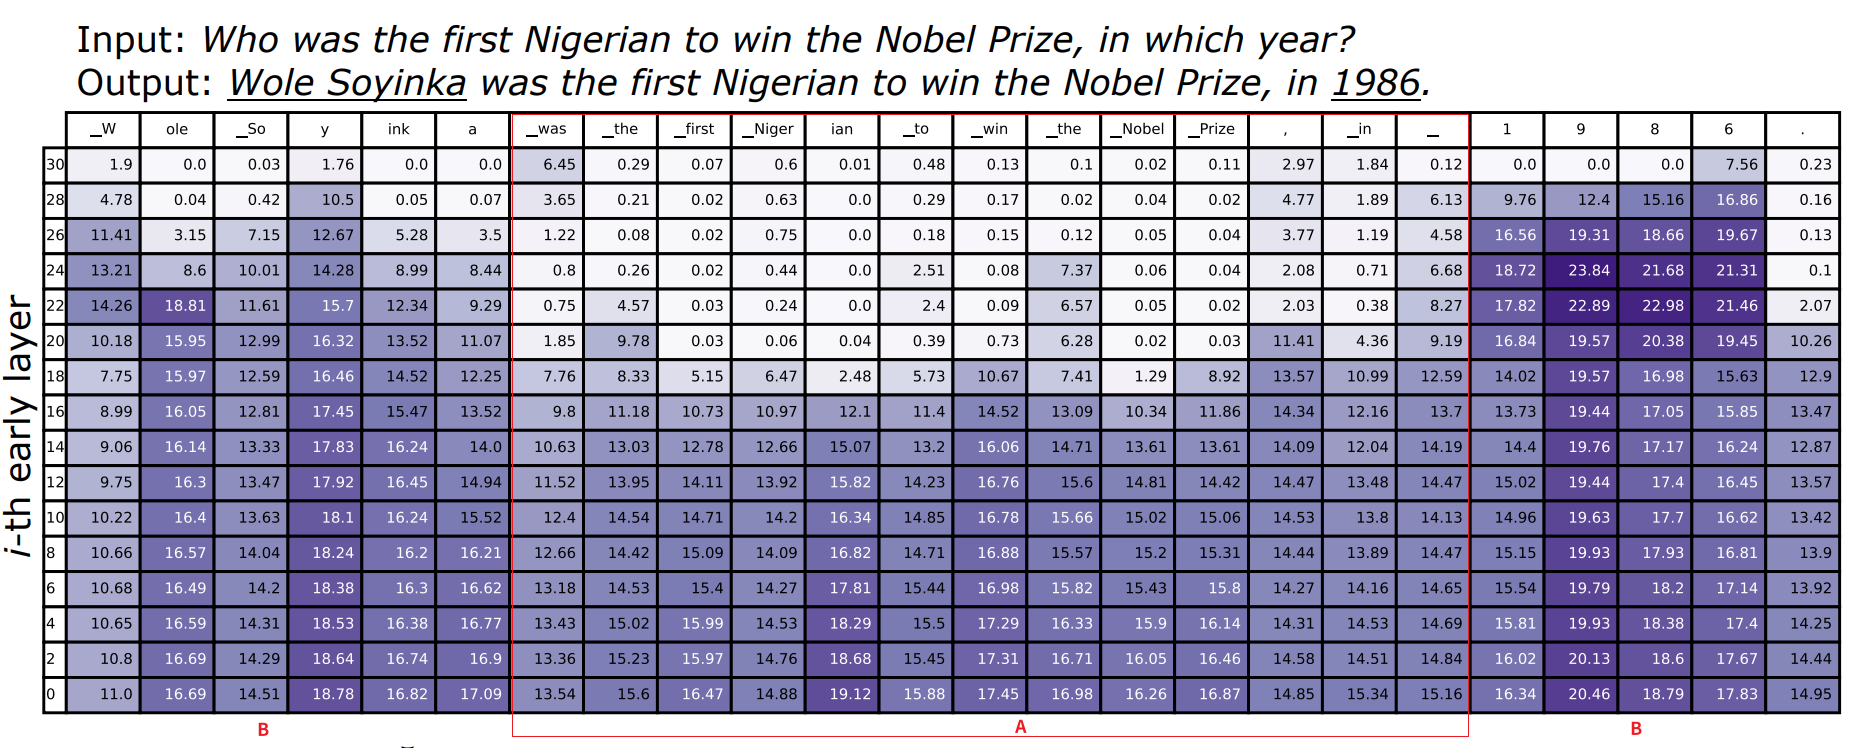 Input: Who was the first Nigerian to win the Nobel Prize, in which year?
Output: Wole Soyinka was the first Nigerian to win the Nobel Prize, in 1986.
_W ole _So y ink a _was _the _first _Niger ian _to _win _the _Nobel _Prize , _in _ 1 9 8 6 .
30 1.9 0.0 0.03 1.76 0.0 0.0 6.45 0.29 0.07 0.6 0.01 0.48 0.13 0.1 0.02 0.11 2.97 1.84 0.12 0.0 0.0 0.0 7.56 0.23
28 4.78 0.04 0.42 10.5 0.05 0.07 3.65 0.21 0.02 0.63 0.0 0.29 0.17 0.02 0.04 0.02 4.77 1.89 6.13 9.76 12.4 15.16 16.86 0.16
26 11.41 3.15 7.15 12.67 5.28 3.5 1.22 0.08 0.02 0.75 0.0 0.18 0.15 0.12 0.05 0.04 3.77 1.19 4.58 16.56 19.31 18.66 19.67 0.13
24 13.21 8.6 10.01 14.28 8.99 8.44 0.8 0.26 0.02 0.44 0.0 2.51 0.08 7.37 0.06 0.04 2.08 0.71 6.68 18.72 23.84 21.68 21.31 0.1
22 14.26 18.81 11.61 15.7 12.34 9.29 0.75 4.57 0.03 0.24 0.0 2.4 0.09 6.57 0.05 0.02 2.03 0.38 8.27 17.82 22.89 22.98 21.46 2.07
20 10.18 15.95 12.99 16.32 13.52 11.07 1.85 9.78 0.03 0.06 0.04 0.39 0.73 6.28 0.02 0.03 11.41 4.36 9.19 16.84 19.57 20.38 19.45 10.26
18 7.75 15.97 12.59 16.46 14.52 12.25 7.76 8.33 5.15 6.47 2.48 5.73 10.67 7.41 1.29 8.92 13.57 10.99 12.59 14.02 19.57 16.98 15.63 12.9
16 8.99 16.05 12.81 17.45 15.47 13.52 9.8 11.18 10.73 10.97 12.1 11.4 14.52 13.09 10.34 11.86 14.34 12.16 13.7 13.73 19.44 17.05 15.85 13.47
14 9.06 16.14 13.33 17.83 16.24 14.0 10.63 13.03 12.78 12.66 15.07 13.2 16.06 14.71 13.61 13.61 14.09 12.04 14.19 14.4 19.76 17.17 16.24 12.87
12 9.75 16.3 13.47 17.92 16.45 14.94 11.52 13.95 14.11 13.92 15.82 14.23 16.76 15.6 14.81 14.42 14.47 13.48 14.47 15.02 19.44 17.4 16.45 13.57
10 10.22 16.4 13.63 18.1 16.24 15.52 12.4 14.54 14.71 14.2 16.34 14.85 16.78 15.66 15.02 15.06 14.53 13.8 14.13 14.96 19.63 17.7 16.62 13.42
8 10.66 16.57 14.04 18.24 16.2 16.21 12.66 14.42 15.09 14.09 16.82 14.71 16.88 15.57 15.2 15.31 14.44 13.89 14.47 15.15 19.93 17.93 16.81 13.9
6 10.68 16.49 14.2 18.38 16.3 16.62 13.18 14.53 15.4 14.27 17.81 15.44 16.98 15.82 15.43 15.8 14.27 14.16 14.65 15.54 19.79 18.2 17.14 13.92
4 10.65 16.59 14.31 18.53 16.38 16.77 13.43 15.02 15.99 14.53 18.29 15.5 17.29 16.33 15.9 16.14 14.31 14.53 14.69 15.81 19.93 18.38 17.4 14.25
2 10.8 16.69 14.29 18.64 16.74 16.9 13.36 15.23 15.97 14.76 18.68 15.45 17.31 16.71 16.05 16.46 14.58 14.51 14.84 16.02 20.13 18.6 17.67 14.44
0 11.0 16.69 14.51 18.78 16.82 17.09 13.54 15.6 16.47 14.88 19.12 15.88 17.45 16.98 16.26 16.87 14.85 15.34 15.16 16.34 20.46 18.79 17.83 14.95
i-th early layer
B A B